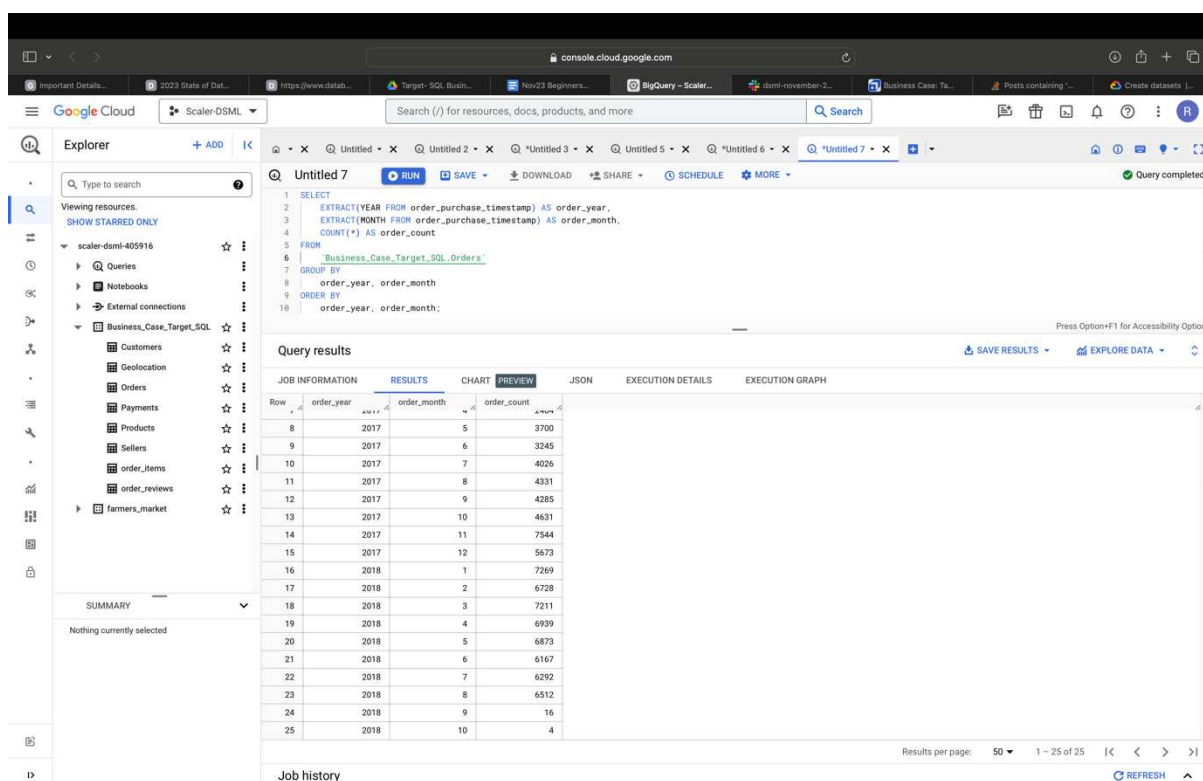 console.cloud.google.com
Important Details...
2023 State of Dat...
https://www.datab...
Target- SQL Busin...
Nov23 Beginners...
BigQuery – Scaler...
dsml-november-2...
Business Case: Ta...
Posts containing '...
Create datasets |...
Google Cloud
Scaler-DSML
Search (/) for resources, docs, products, and more
Search
R
Explorer
+ ADD
Untitled
Untitled 2
*Untitled 3
Untitled 5
*Untitled 6
*Untitled 7
Type to search
Viewing resources.
SHOW STARRED ONLY
scaler-dsml-405916
Queries
Notebooks
External connections
Business_Case_Target_SQL
Customers
Geolocation
Orders
Payments
Products
Sellers
order_items
order_reviews
farmers_market
SUMMARY
Nothing currently selected
Untitled 7
RUN
SAVE
DOWNLOAD
SHARE
SCHEDULE
MORE
Query completed
1 SELECT
2 EXTRACT(YEAR FROM order_purchase_timestamp) AS order_year,
3 EXTRACT(MONTH FROM order_purchase_timestamp) AS order_month,
4 COUNT(*) AS order_count
5 FROM
6 `Business_Case_Target_SQL.Orders`
7 GROUP BY
8 order_year, order_month
9 ORDER BY
10 order_year, order_month;
Press Option+F1 for Accessibility Optio
Query results
SAVE RESULTS
EXPLORE DATA
JOB INFORMATION RESULTS CHART PREVIEW JSON EXECUTION DETAILS EXECUTION GRAPH
Row order_year order_month order_count
7 2017 4 2404
8 2017 5 3700
9 2017 6 3245
10 2017 7 4026
11 2017 8 4331
12 2017 9 4285
13 2017 10 4631
14 2017 11 7544
15 2017 12 5673
16 2018 1 7269
17 2018 2 6728
18 2018 3 7211
19 2018 4 6939
20 2018 5 6873
21 2018 6 6167
22 2018 7 6292
23 2018 8 6512
24 2018 9 16
25 2018 10 4
Results per page: 50 1 – 25 of 25
Job history
REFRESH